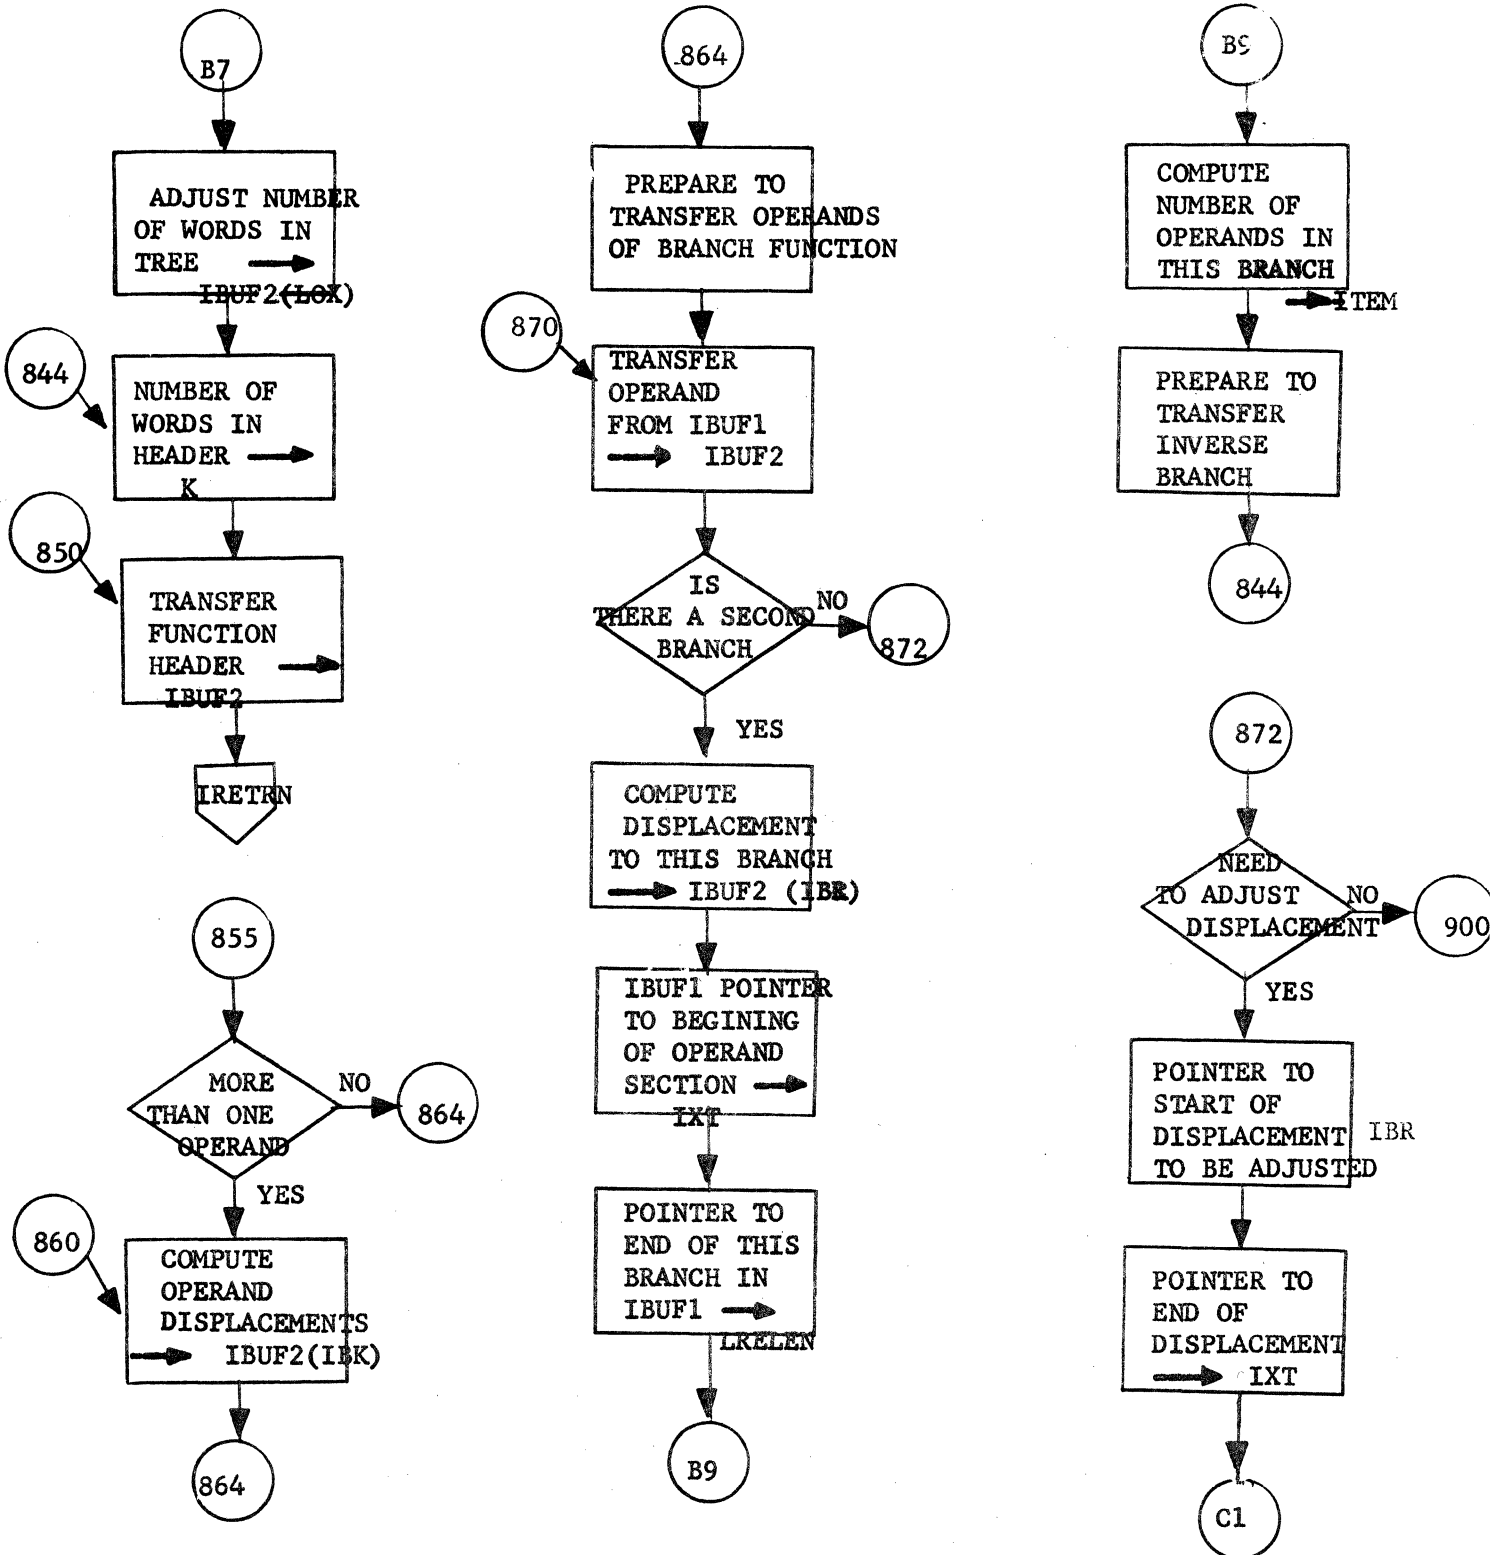 B7
ADJUST NUMBER
OF WORDS IN
TREE
IBUF2(LOX)
844
NUMBER OF
WORDS IN
HEADER
K
850
TRANSFER
FUNCTION
HEADER
IBUF2
IRETRN
855
MORE
THAN ONE
OPERAND
NO
864
YES
860
COMPUTE
OPERAND
DISPLACEMENTS
IBUF2(IBK)
864
864
PREPARE TO
TRANSFER OPERANDS
OF BRANCH FUNCTION
870
TRANSFER
OPERAND
FROM IBUF1
IBUF2
IS
THERE A SECOND
BRANCH
NO
872
YES
COMPUTE
DISPLACEMENT
TO THIS BRANCH
IBUF2 (IBR)
IBUF1 POINTER
TO BEGINING
OF OPERAND
SECTION
IXT
POINTER TO
END OF THIS
BRANCH IN
IBUF1
LRELEN
B9
B9
COMPUTE
NUMBER OF
OPERANDS IN
THIS BRANCH
ITEM
PREPARE TO
TRANSFER
INVERSE
BRANCH
844
872
NEED
TO ADJUST
DISPLACEMENT
NO
900
YES
POINTER TO
START OF
DISPLACEMENT
TO BE ADJUSTED
IBR
POINTER TO
END OF
DISPLACEMENT
IXT
C1